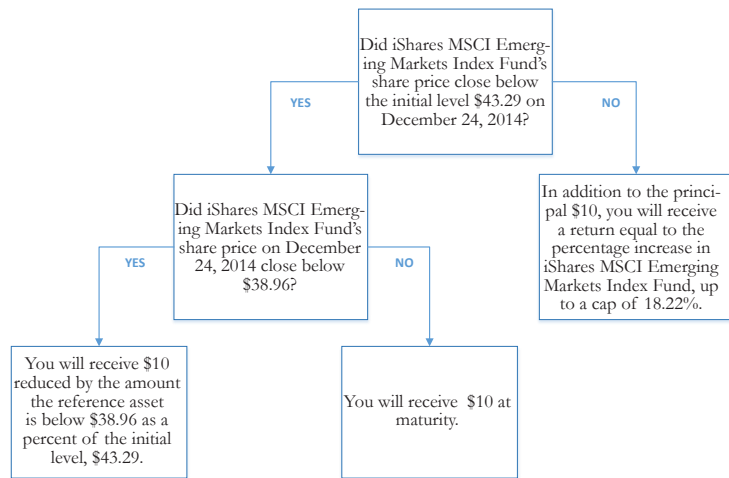 Did iShares MSCI Emerg-
ing Markets Index Fund's
share price close below
the initial level $43.29 on
December 24, 2014?
YES
NO
Did iShares MSCI Emerg-
ing Markets Index Fund's
share price on December
24, 2014 close below
$38.96?
In addition to the princi-
pal $10, you will receive
a return equal to the
percentage increase in
iShares MSCI Emerging
Markets Index Fund, up
to a cap of 18.22%.
YES
NO
You will receive $10
reduced by the amount
the reference asset
is below $38.96 as a
percent of the initial
level, $43.29.
You will receive $10 at
maturity.